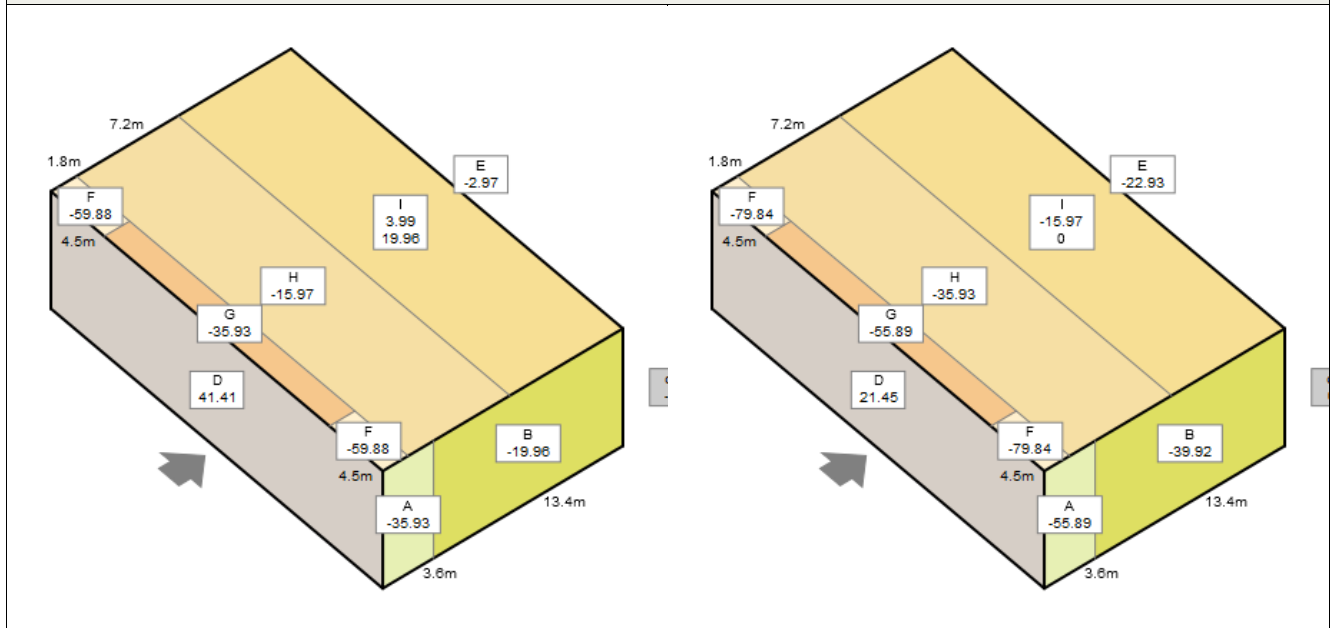 7.2m
1.8m
E
-2.97
F
-59.88
I
3.99
19.96
4.5m
H
-15.97
G
-35.93
D
41.41
F
-59.88
B
-19.96
4.5m
A
-35.93
13.4m
3.6m
7.2m
1.8m
E
-22.93
F
-79.84
I
-15.97
0
4.5m
H
-35.93
G
-55.89
D
21.45
F
-79.84
B
-39.92
4.5m
A
-55.89
13.4m
3.6m